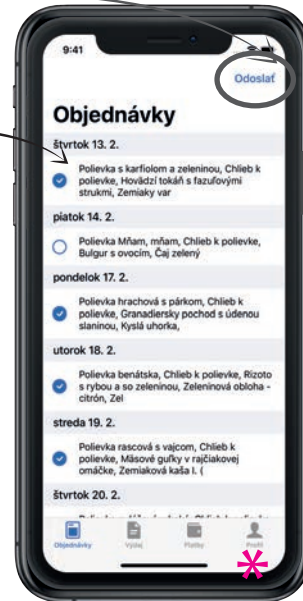 9:41
Odoslať
Objednávky
štvrtok 13. 2.
Polievka s karfiolom a zeleninou, Chlieb k
polievke, Hovädzí tokáň s fazuľovými
strukmi, Zemiaky var
piatok 14. 2.
Polievka Mňam, mňam, Chlieb k polievke,
Bulgur s ovocím, Čaj zelený
pondelok 17. 2.
Polievka hrachová s párkom, Chlieb k
polievke, Granadiersky pochod s údenou
slaninou, Kyslá uhorka,
utorok 18. 2.
Polievka benátska, Chlieb k polievke, Rizoto
s rybou a so zeleninou, Zeleninová obloha -
citrón, Zel
streda 19. 2.
Polievka rascová s vajcom, Chlieb k
polievke, Mäsové guľky v rajčiakovej
omáčke, Zemiaková kaša I. (
štvrtok 20. 2.
Objednávky Výdaj Platby Profil